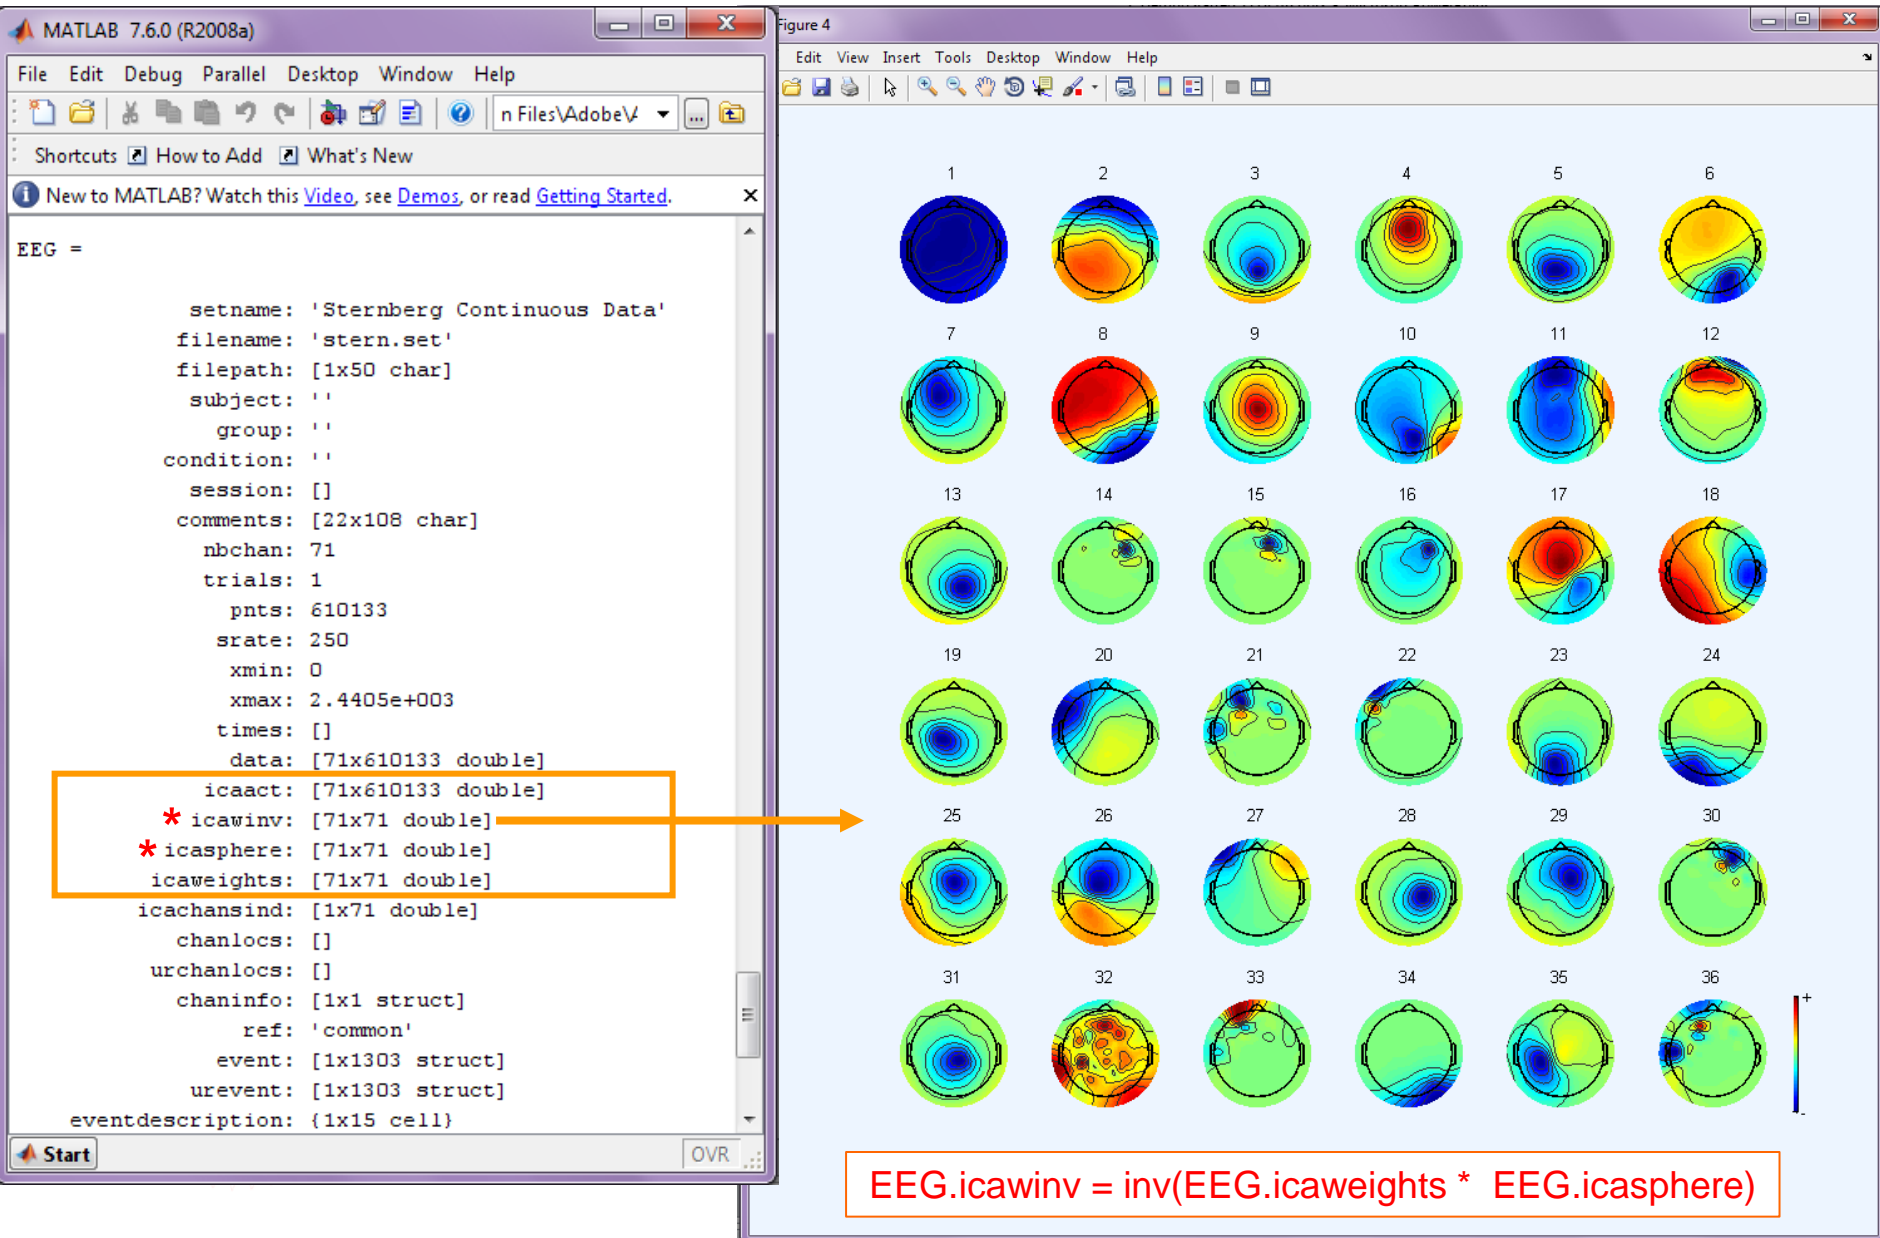 MATLAB 7.6.0 (R2008a)
File Edit Debug Parallel Desktop Window Help
n Files\Adobe\A
...
Shortcuts How to Add What's New
New to MATLAB? Watch this Video, see Demos, or read Getting Started.
EEG =
setname: 'Sternberg Continuous Data'
filename: 'stern.set'
filepath: [1x50 char]
subject: ''
group: ''
condition: ''
session: []
comments: [22x108 char]
nbchan: 71
trials: 1
pnts: 610133
srate: 250
xmin: 0
xmax: 2.4405e+003
times: []
data: [71x610133 double]
icaact: [71x610133 double]
* icawinv: [71x71 double]
* icasphere: [71x71 double]
icaweights: [71x71 double]
icachansind: [1x71 double]
chanlocs: []
urchanlocs: []
chaninfo: [1x1 struct]
ref: 'common'
event: [1x1303 struct]
urevent: [1x1303 struct]
eventdescription: {1x15 cell}
Start OVR
Figure 4
Edit View Insert Tools Desktop Window Help
1 2 3 4 5 6
7 8 9 10 11 12
13 14 15 16 17 18
19 20 21 22 23 24
25 26 27 28 29 30
31 32 33 34 35 36
+
-
EEG.icawinv = inv(EEG.icaweights * EEG.icasphere)